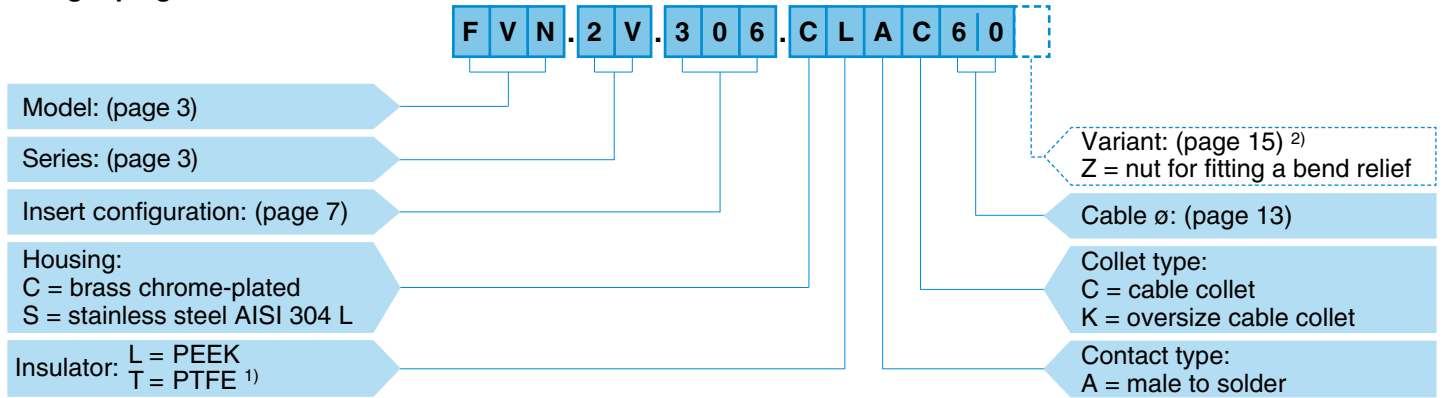 FVN.2V.306.CLAC60
Model: (page 3)
Series: (page 3)
Insert configuration: (page 7)
Housing:
C = brass chrome-plated
S = stainless steel AISI 304 L
Insulator: L = PEEK
T = PTFE 1)
Variant: (page 15) 2)
Z = nut for fitting a bend relief
Cable ø: (page 13)
Collet type:
C = cable collet
K = oversize cable collet
Contact type:
A = male to solder